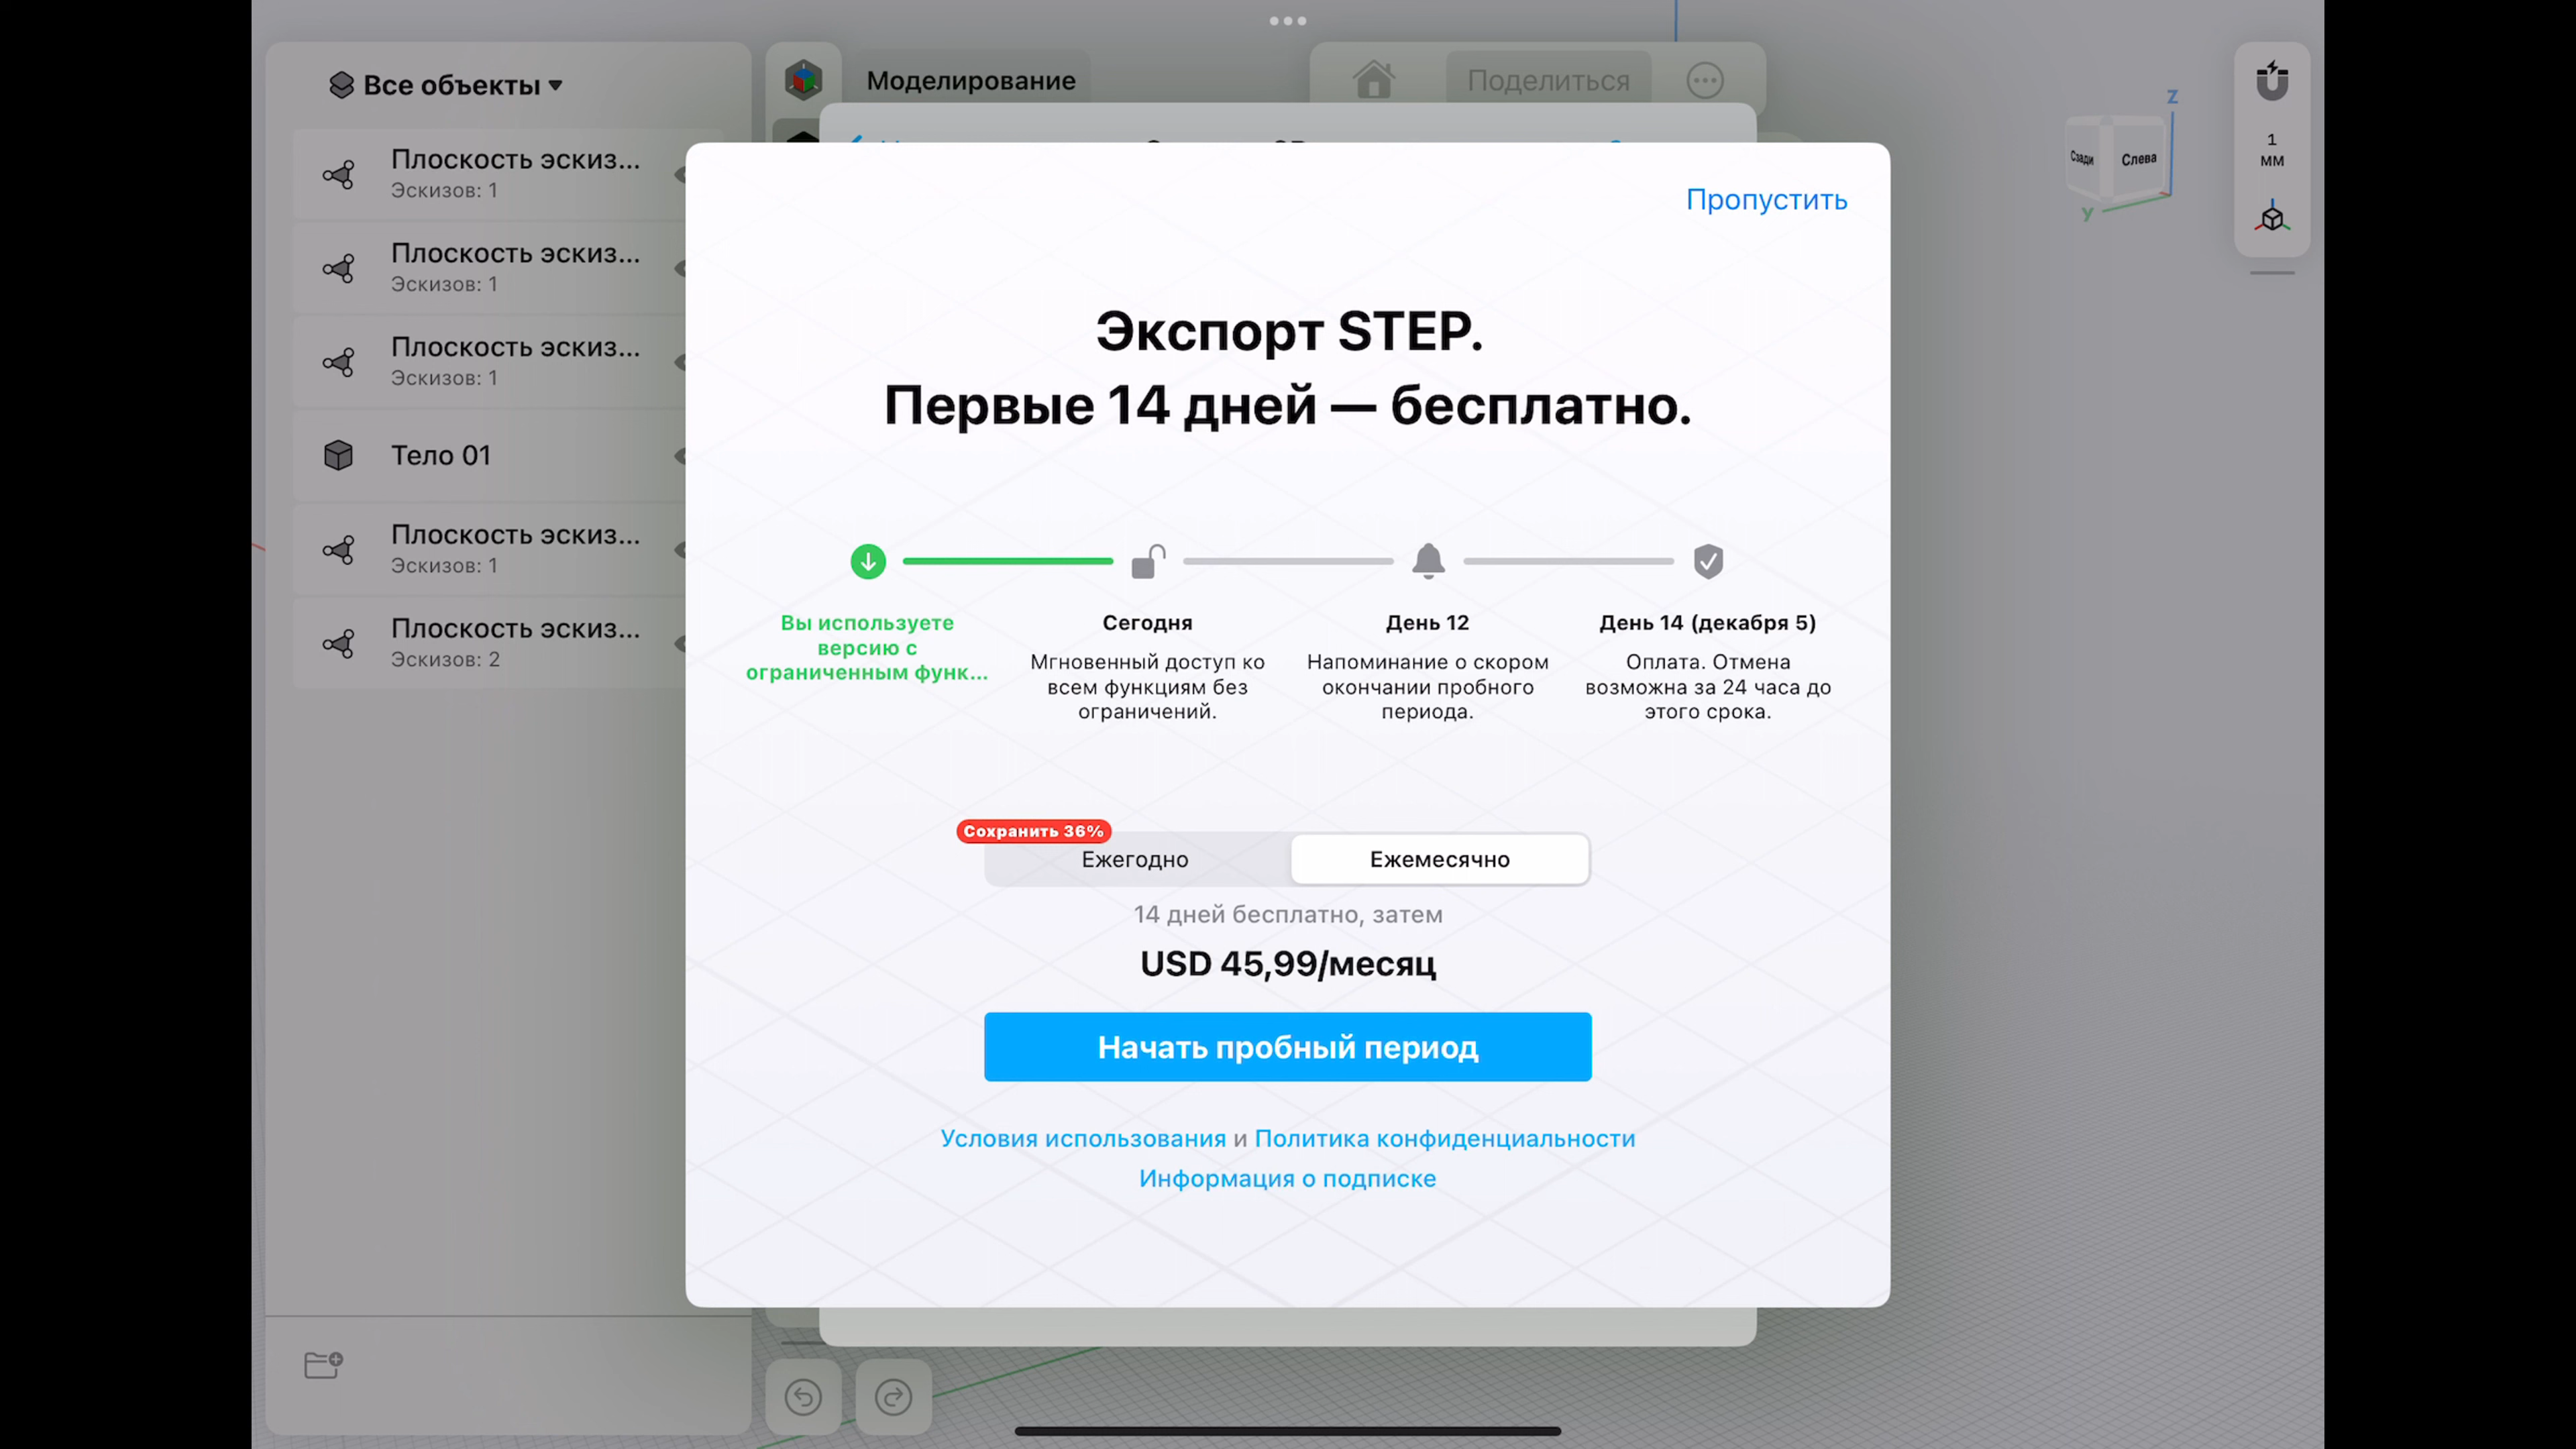 Все объекты
Моделирование
Поделиться
Плоскость эскиз...
Эскизов: 1
Плоскость эскиз...
Эскизов: 1
Плоскость эскиз...
Эскизов: 1
Тело 01
Плоскость эскиз...
Эскизов: 1
Плоскость эскиз...
Эскизов: 2
Z
Сзади
Слева
y
1
мм
Пропустить
Экспорт STEP.
Первые 14 дней — бесплатно.
Вы используете
версию с
ограниченным функ...
Сегодня
Мгновенный доступ ко
всем функциям без
ограничений.
День 12
Напоминание о скором
окончании пробного
периода.
День 14 (декабря 5)
Оплата. Отмена
возможна за 24 часа до
этого срока.
Сохранить 36%
Ежегодно
Ежемесячно
14 дней бесплатно, затем
USD 45,99/месяц
Начать пробный период
Условия использования и Политика конфиденциальности
Информация о подписке